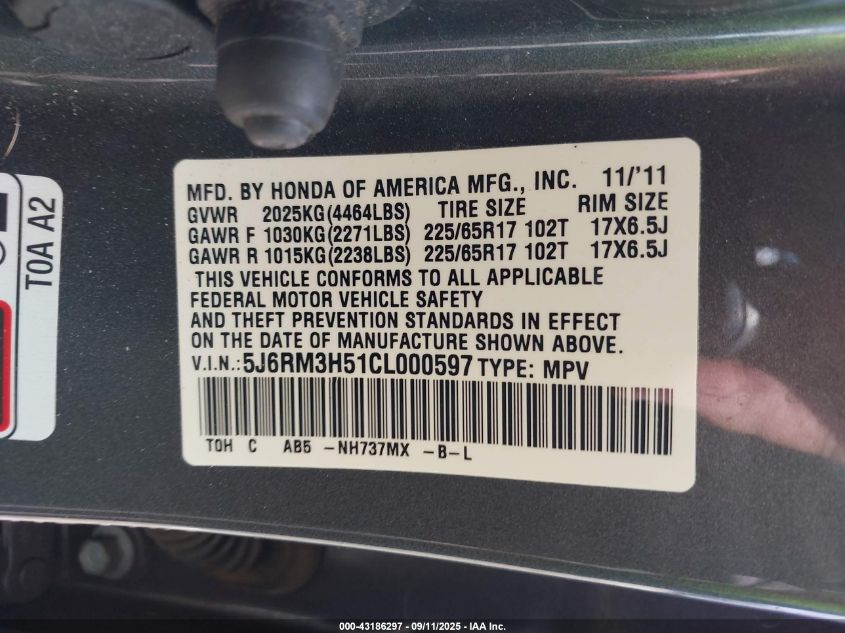 MFD. BY HONDA OF AMERICA MFG., INC. 11/'11
GVWR 2025KG(4464LBS) TIRE SIZE RIM SIZE
GAWR F 1030KG(2271LBS) 225/65R17 102T 17X6.5J
GAWR R 1015KG(2238LBS) 225/65R17 102T 17X6.5J
THIS VEHICLE CONFORMS TO ALL APPLICABLE
FEDERAL MOTOR VEHICLE SAFETY
AND THEFT PREVENTION STANDARDS IN EFFECT
ON THE DATE OF MANUFACTURE SHOWN ABOVE.
V.I.N.:5J6RM3H51CL000597 TYPE: MPV
TOH C AB5 -NH737MX -B-L
T0A A2
000-43186297 - 09/11/2025 - IAA Inc.